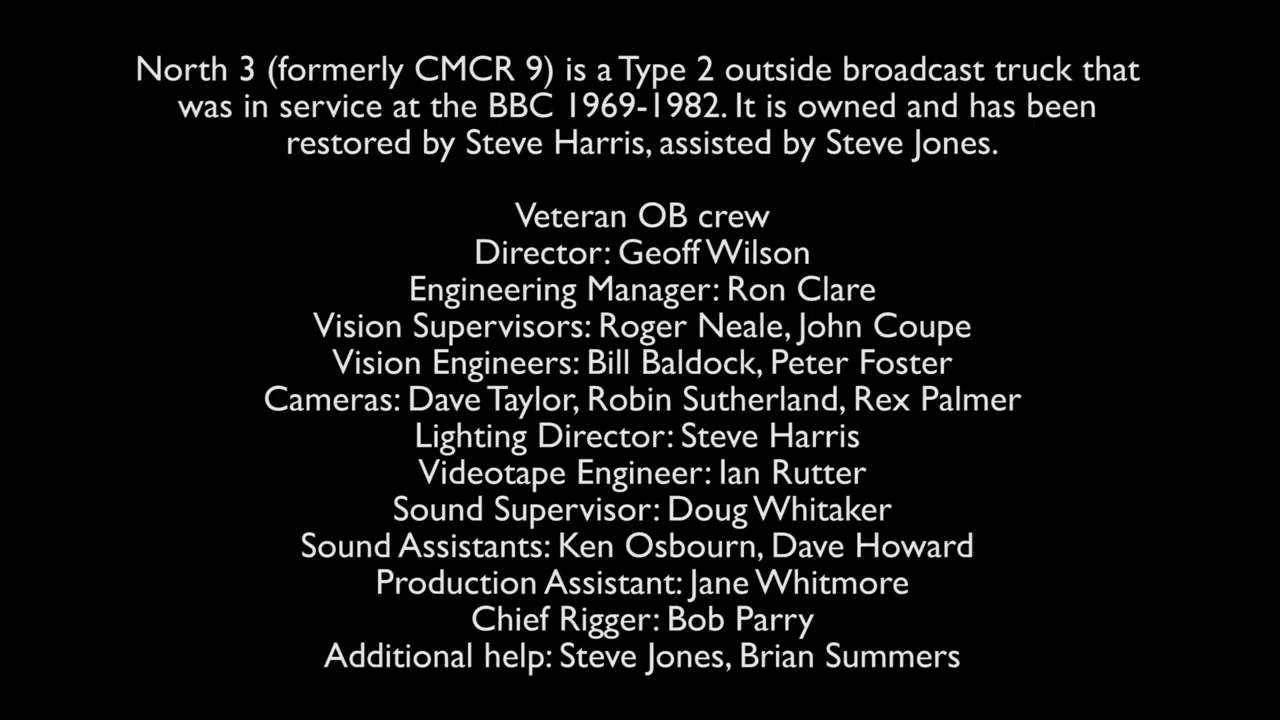 North 3 (formerly CMCR 9) is a Type 2 outside broadcast truck that
was in service at the BBC 1969-1982. It is owned and has been
restored by Steve Harris, assisted by Steve Jones.
Veteran OB crew
Director: Geoff Wilson
Engineering Manager: Ron Clare
Vision Supervisors: Roger Neale, John Coupe
Vision Engineers: Bill Baldock, Peter Foster
Cameras: Dave Taylor, Robin Sutherland, Rex Palmer
Lighting Director: Steve Harris
Videotape Engineer: Ian Rutter
Sound Supervisor: Doug Whitaker
Sound Assistants: Ken Osbourn, Dave Howard
Production Assistant: Jane Whitmore
Chief Rigger: Bob Parry
Additional help: Steve Jones, Brian Summers